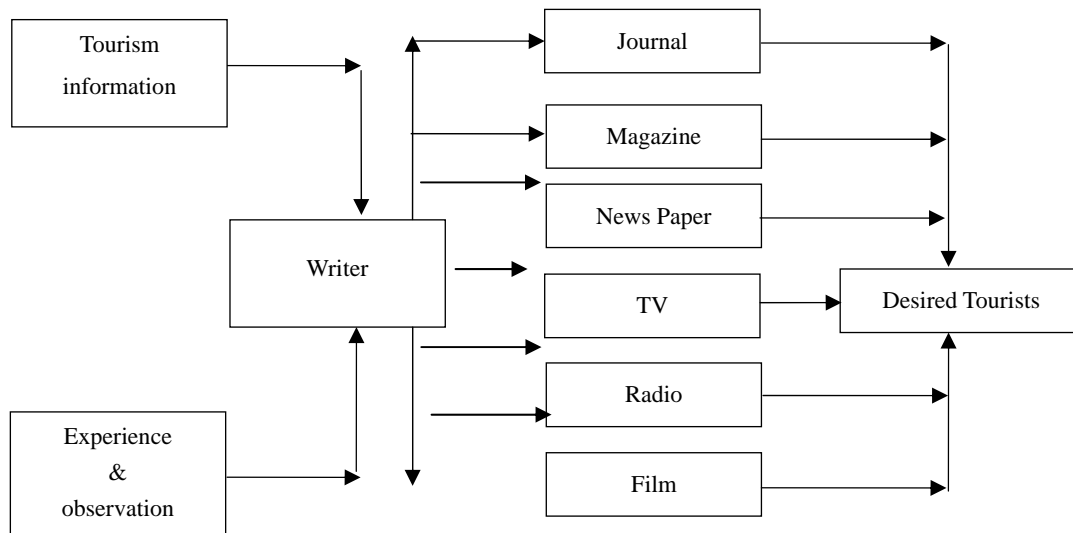 Tourism
information
Experience
&
observation
Writer
Journal
Magazine
News Paper
TV
Radio
Film
Desired Tourists